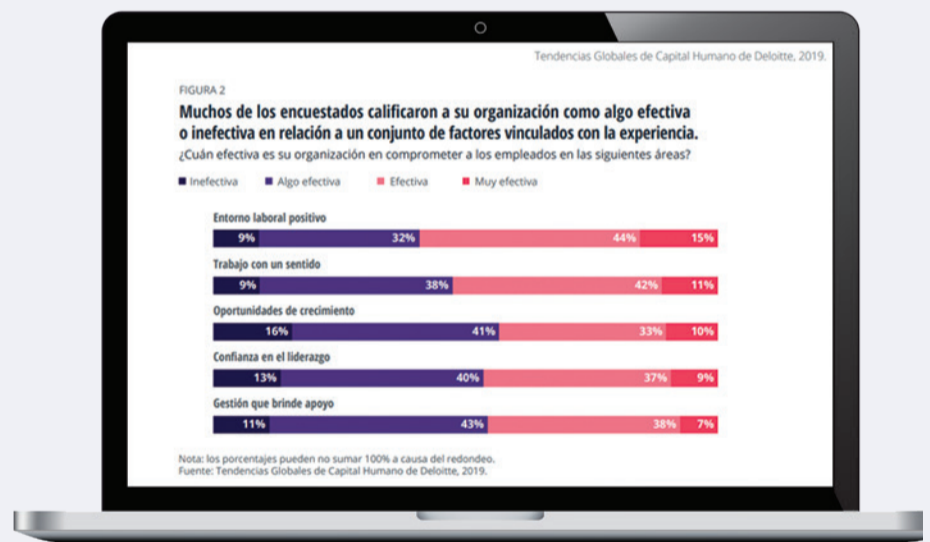 Tendencias Globales de Capital Humano de Deloitte, 2019.
FIGURA 2
Muchos de los encuestados calificaron a su organización como algo efectiva
o inefectiva en relación a un conjunto de factores vinculados con la experiencia.
¿Cuán efectiva es su organización en comprometer a los empleados en las siguientes áreas?
Inefectiva Algo efectiva Efectiva Muy efectiva
Entorno laboral positivo
9% 32% 44% 15%
Trabajo con un sentido
9% 38% 42% 11%
Oportunidades de crecimiento
16% 41% 33% 10%
Confianza en el liderazgo
13% 40% 37% 9%
Gestión que brinde apoyo
11% 43% 38% 7%
Nota: los porcentajes pueden no sumar 100% a causa del redondeo.
Fuente: Tendencias Globales de Capital Humano de Deloitte, 2019.